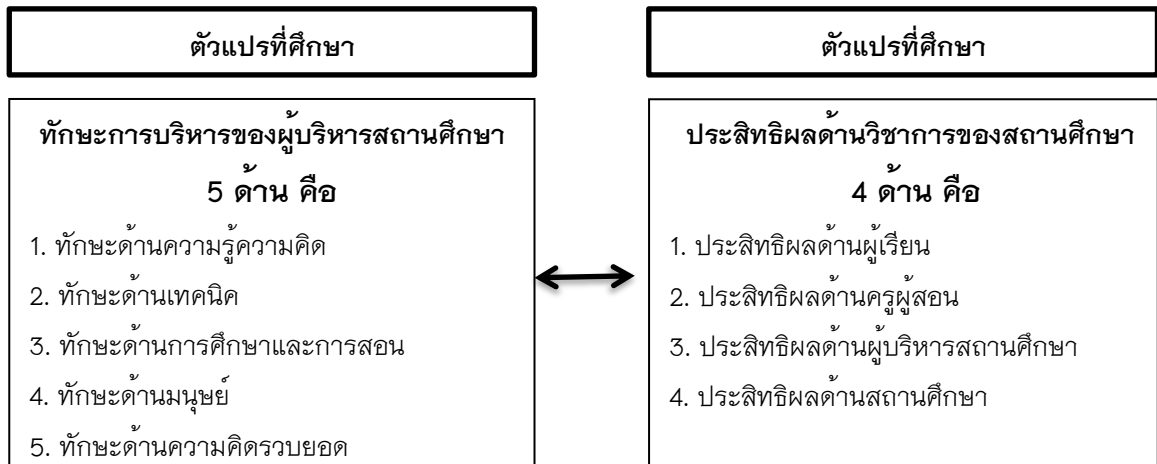 ตัวแปรที่ศึกษา
ทักษะการบริหารของผู้บริหารสถานศึกษา
5 ด้าน คือ
1. ทักษะด้านความรู้ความคิด
2. ทักษะด้านเทคนิค
3. ทักษะด้านการศึกษาและการสอน
4. ทักษะด้านมนุษย์
5. ทักษะด้านความคิดรวบยอด
ตัวแปรที่ศึกษา
ประสิทธิผลด้านวิชาการของสถานศึกษา
4 ด้าน คือ
1. ประสิทธิผลด้านผู้เรียน
2. ประสิทธิผลด้านครูผู้สอน
3. ประสิทธิผลด้านผู้บริหารสถานศึกษา
4. ประสิทธิผลด้านสถานศึกษา